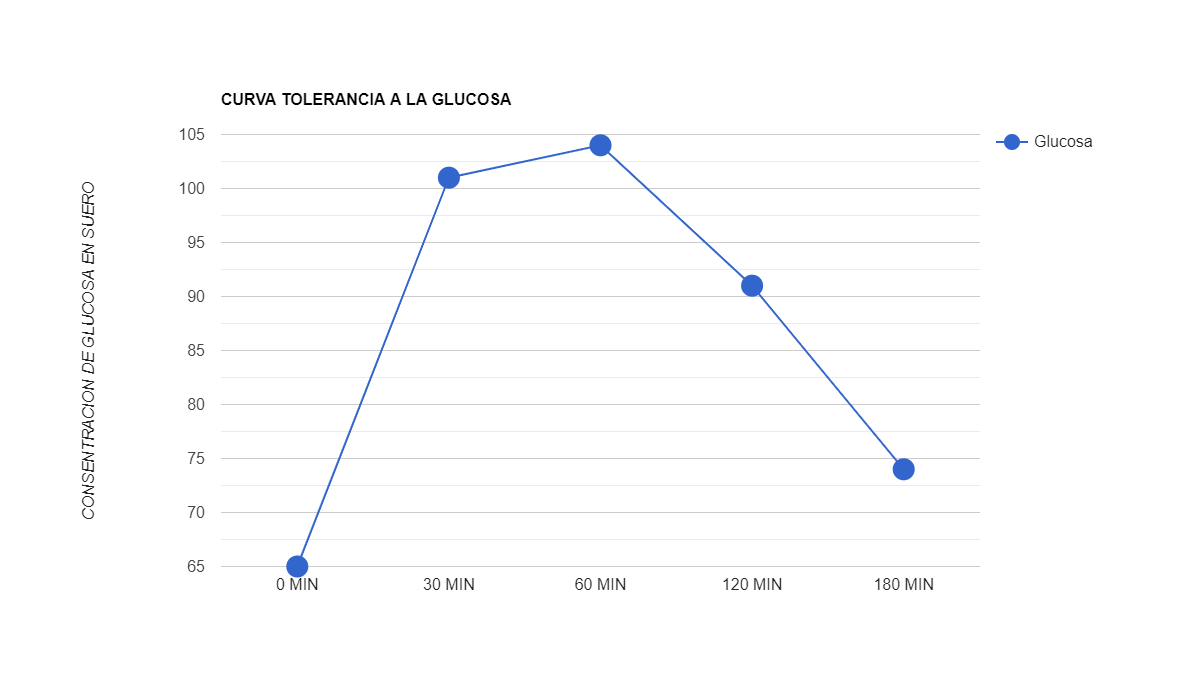 CURVA TOLERANCIA A LA GLUCOSA
Glucosa
CONSENTRACION DE GLUCOSA EN SUERO
105
100
95
90
85
80
75
70
65
0 MIN
30 MIN
60 MIN
120 MIN
180 MIN